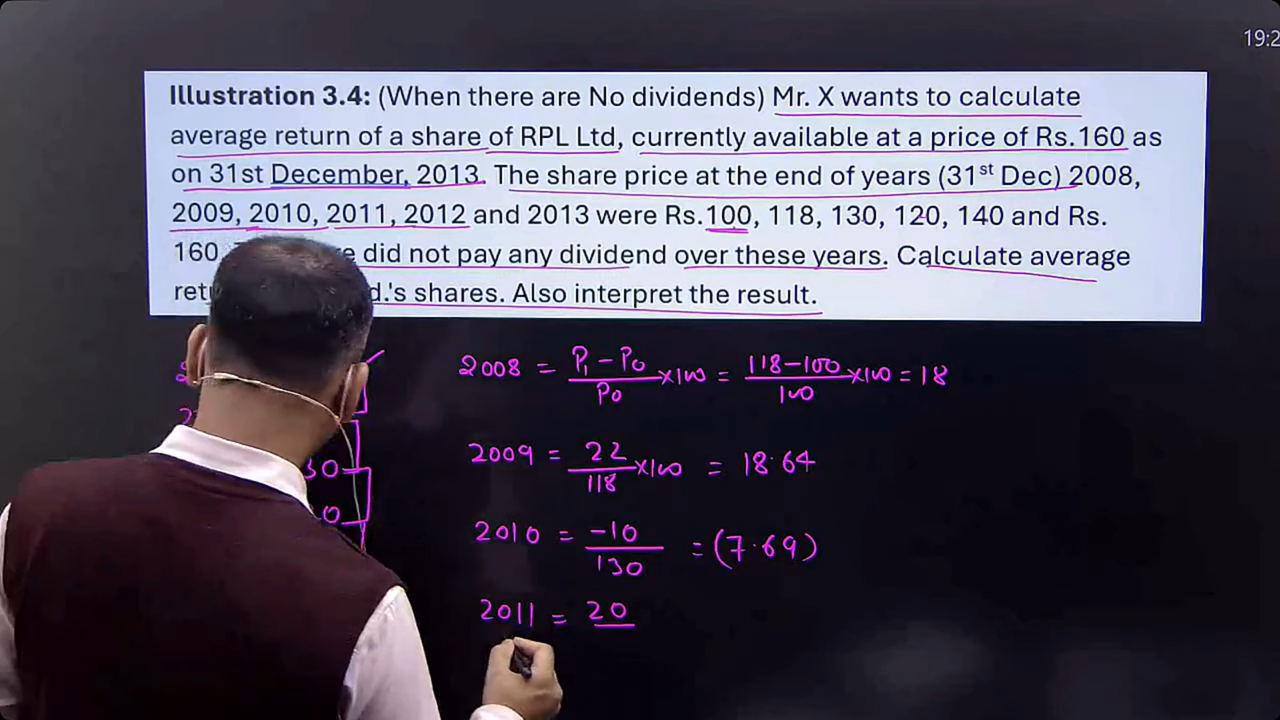 19:2
Illustration 3.4: (When there are No dividends) Mr. X wants to calculate
average return of a share of RPL Ltd, currently available at a price of Rs.160 as
on 31st December, 2013. The share price at the end of years (31st Dec) 2008,
2009, 2010, 2011, 2012 and 2013 were Rs.100, 118, 130, 120, 140 and Rs.
160. did not pay any dividend over these years. Calculate average
d.'s shares. Also interpret the result.
2008 = P1 - P0 / P0 ×100 = 118-100 / 100 ×100 = 18
2009 = 22 / 118 ×100 = 18.64
30
0
2010 = -10 / 130 = (7.69)
2011 = 20